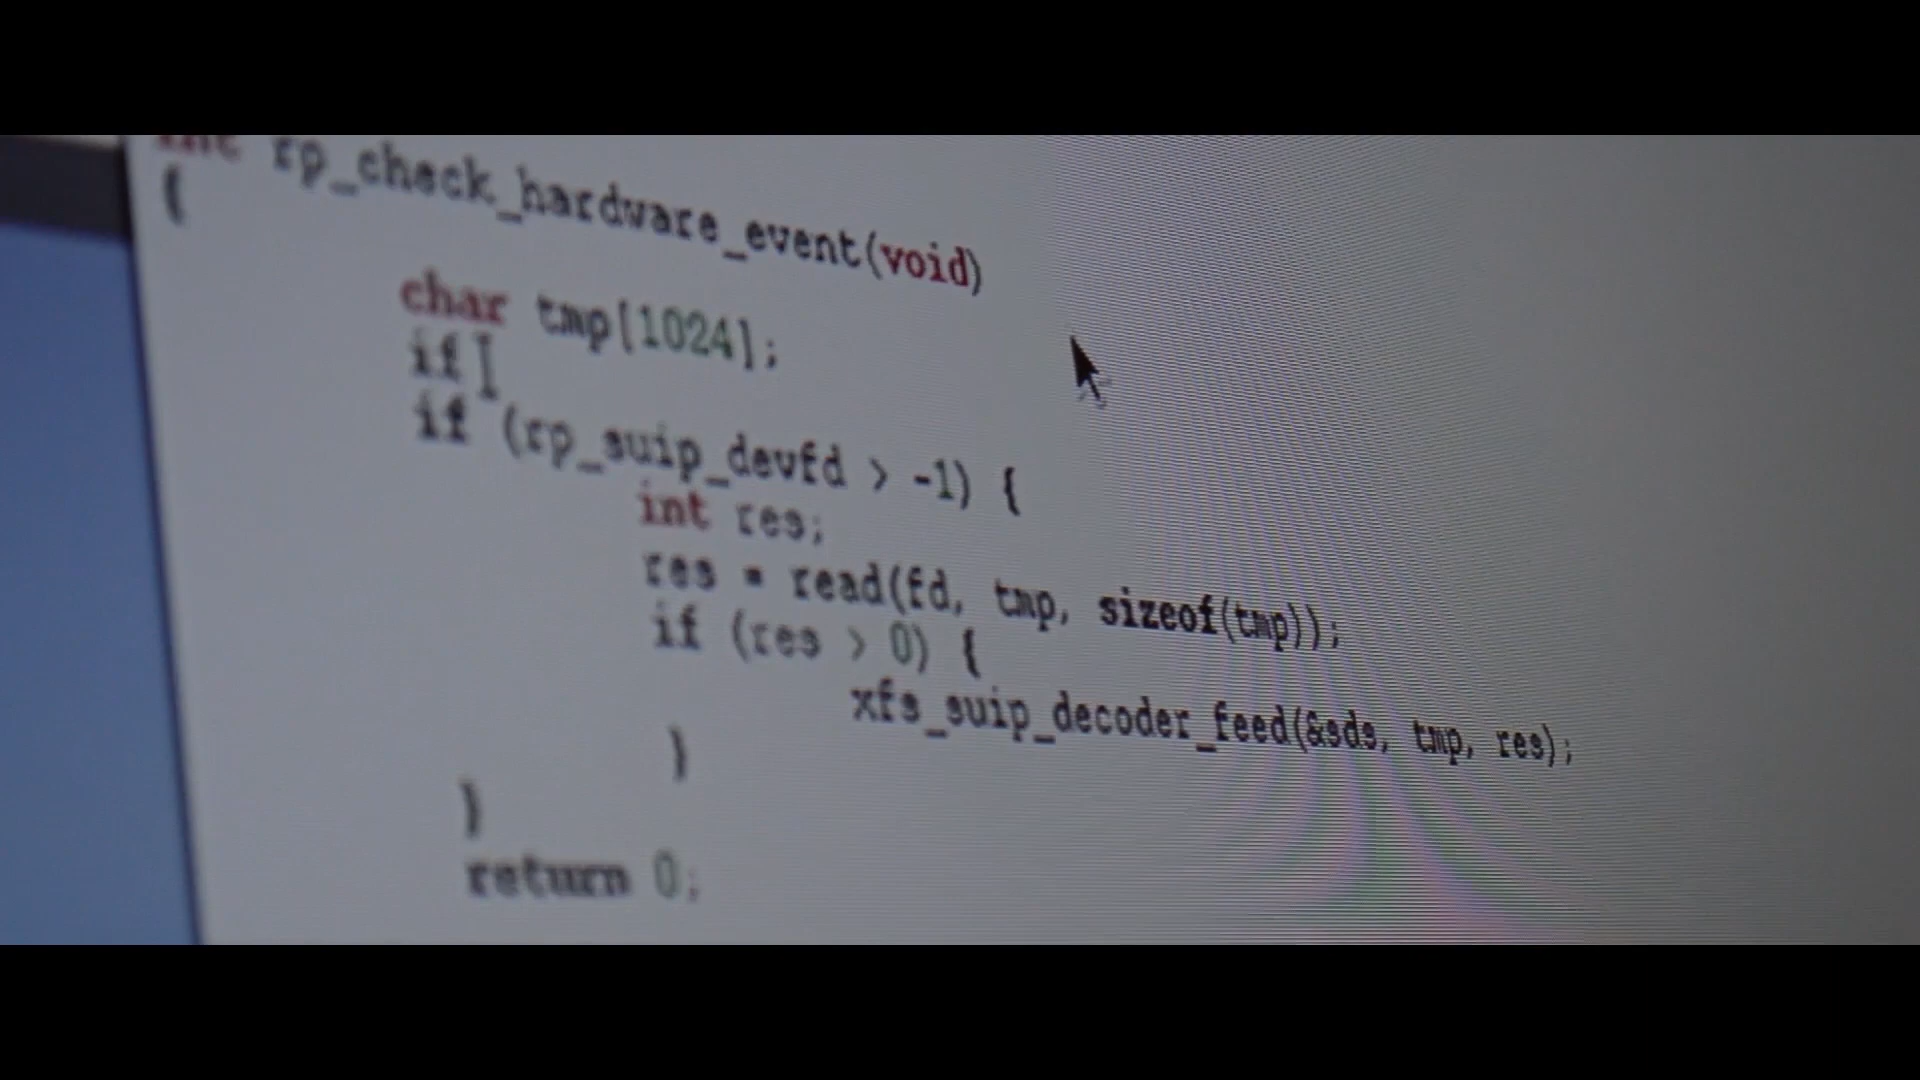 int rp_check_hardware_event(void)
{
char tmp[1024];
if
if (rp_suip_devfd > -1) {
int res;
res = read(fd, tmp, sizeof(tmp));
if (res > 0) {
xfs_suip_decoder_feed(&sds, tmp, res);
}
}
return 0;